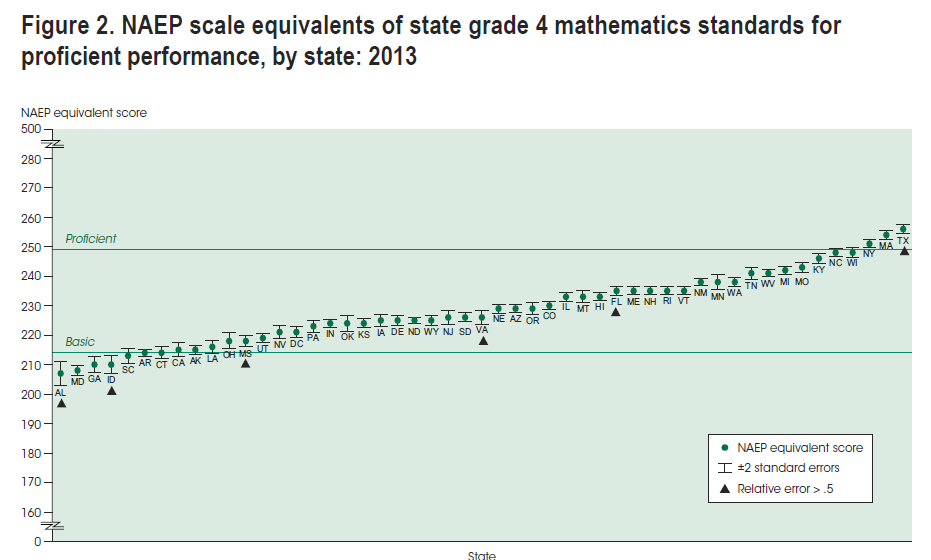 Figure 2. NAEP scale equivalents of state grade 4 mathematics standards for
proficient performance, by state: 2013
NAEP equivalent score
500
280
270
260
Proficient
250
240
230
220
Basic
210
200
190
180
170
160
0
AL MD GA ID SC AR CT CA AK LA OH MS UT NV DC PA IN OK KS IA DE ND WY NJ SD VA NE AZ OR CO IL MT HI FL ME NH RI VT NM MN WA TN WV MI MO KY NC WI NY MA TX
NAEP equivalent score
±2 standard errors
Relative error > .5
State